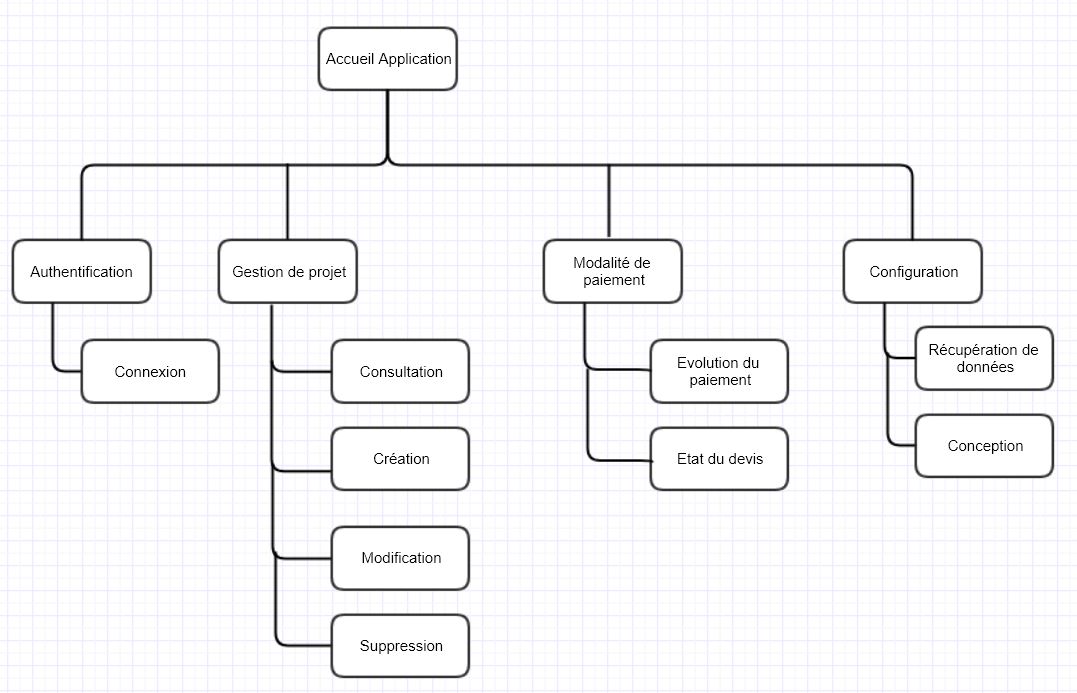 Accueil Application
Authentification
Gestion de projet
Modalité de
paiement
Configuration
Connexion
Consultation
Création
Modification
Suppression
Evolution du
paiement
Etat du devis
Récupération de
données
Conception